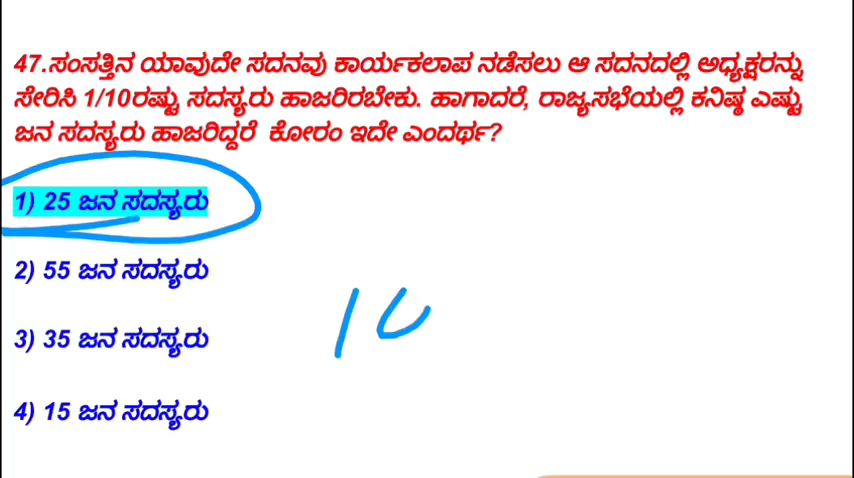 47.ಸಂಸತ್ತಿನ ಯಾವುದೇ ಸದನವು ಕಾರ್ಯಕಲಾಪ ನಡೆಸಲು ಆ ಸದನದಲ್ಲಿ ಅಧ್ಯಕ್ಷರನ್ನು
ಸೇರಿಸಿ 1/10ರಷ್ಟು ಸದಸ್ಯರು ಹಾಜರಿರಬೇಕು. ಹಾಗಾದರೆ, ರಾಜ್ಯಸಭೆಯಲ್ಲಿ ಕನಿಷ್ಠ ಎಷ್ಟು
ಜನ ಸದಸ್ಯರು ಹಾಜರಿದ್ದರೆ ಕೋರಂ ಇದೇ ಎಂದರ್ಥ?
1) 25 ಜನ ಸದಸ್ಯರು
2) 55 ಜನ ಸದಸ್ಯರು
3) 35 ಜನ ಸದಸ್ಯರು
4) 15 ಜನ ಸದಸ್ಯರು